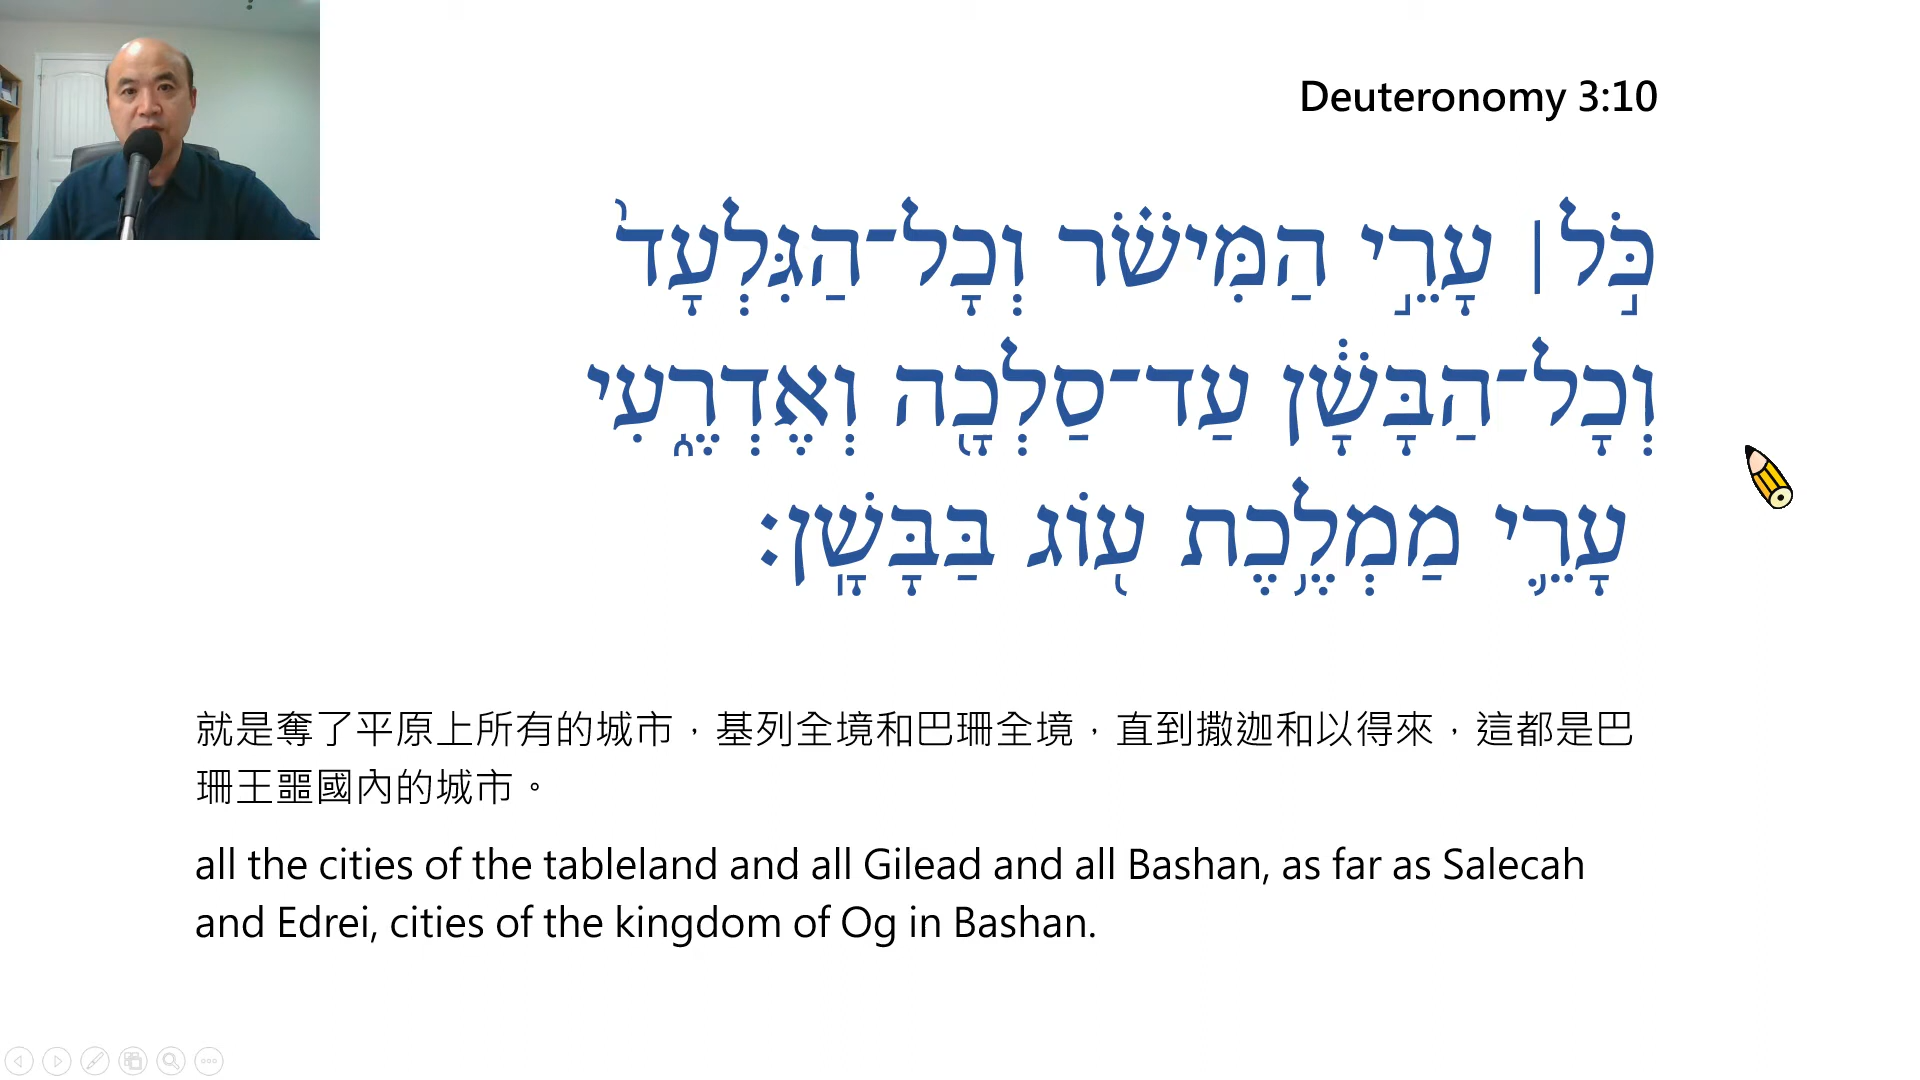 Deuteronomy 3:10
כֹּ֣ל ׀ עָרֵ֣י הַמִּישֹׁ֗ר וְכָל־הַגִּלְעָד֙
וְכָל־הַבָּשָׁ֔ן עַד־סַלְכָ֖ה וְאֶדְרֶ֑עִי
עָרֵ֛י מַמְלֶ֥כֶת ע֖וֹג בַּבָּשָֽׁן׃
就是奪了平原上所有的城市，基列全境和巴珊全境，直到撒迦和以得來，這都是巴
珊王噩國內的城市。
all the cities of the tableland and all Gilead and all Bashan, as far as Salecah
and Edrei, cities of the kingdom of Og in Bashan.